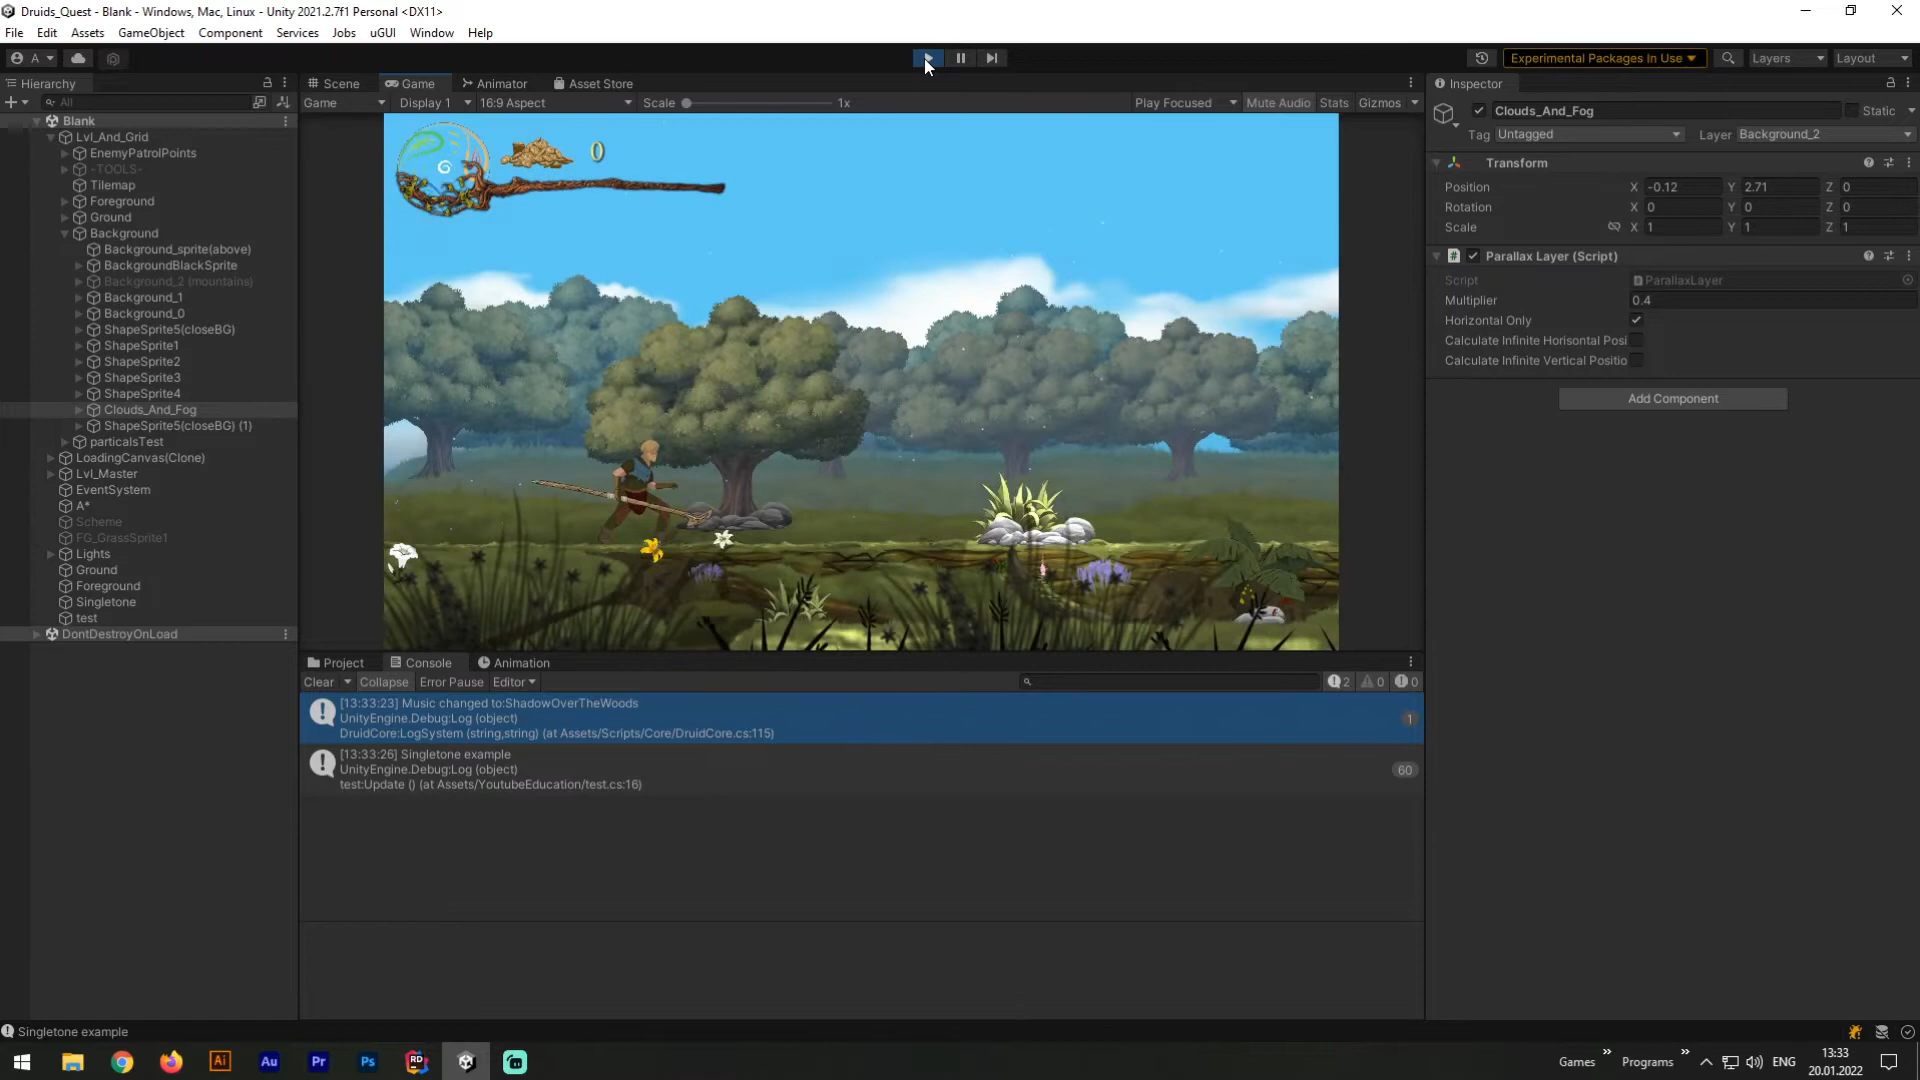 Druids_Quest - Blank - Windows, Mac, Linux - Unity 2021.2.7f1 Personal <DX11>
File Edit Assets GameObject Component Services Jobs uGUI Window Help
A Experimental Packages In Use Layers Layout
Hierarchy Scene Game Animator Asset Store Inspector
All Game Display 1 16:9 Aspect Scale 1x Play Focused Mute Audio Stats Gizmos
Clouds_And_Fog Static
Tag Untagged Layer Background_2
Transform
Position X -0.12 Y 2.71 Z 0
Rotation X 0 Y 0 Z 0
Scale X 1 Y 1 Z 1
Parallax Layer (Script)
Script ParallaxLayer
Multiplier 0.4
Horizontal Only
Calculate Infinite Horisontal Posi
Calculate Infinite Vertical Positio
Add Component
Blank
Lvl_And_Grid
EnemyPatrolPoints
-TOOLS-
Tilemap
Foreground
Ground
Background
Background_sprite(above)
BackgroundBlackSprite
Background_2 (mountains)
Background_1
Background_0
ShapeSprite5(closeBG)
ShapeSprite1
ShapeSprite2
ShapeSprite3
ShapeSprite4
Clouds_And_Fog
ShapeSprite5(closeBG) (1)
particalsTest
LoadingCanvas(Clone)
Lvl_Master
EventSystem
A*
Scheme
FG_GrassSprite1
Lights
Ground
Foreground
Singletone
test
DontDestroyOnLoad
0
Project Console Animation
Clear Collapse Error Pause Editor 2 0 0
[13:33:23] Music changed to:ShadowOverTheWoods
UnityEngine.Debug:Log (object)
DruidCore:LogSystem (string,string) (at Assets/Scripts/Core/DruidCore.cs:115)
1
[13:33:26] Singletone example
UnityEngine.Debug:Log (object)
test:Update () (at Assets/YoutubeEducation/test.cs:16)
60
Singletone example
Ai Au Pr Ps RD Games Programs ENG 13:33
20.01.2022